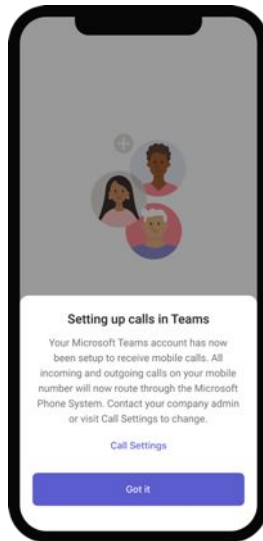 Setting up calls in Teams
Your Microsoft Teams account has now
been setup to receive mobile calls. All
incoming and outgoing calls on your mobile
number will now route through the Microsoft
Phone System. Contact your company admin
or visit Call Settings to change.
Call Settings
Got it